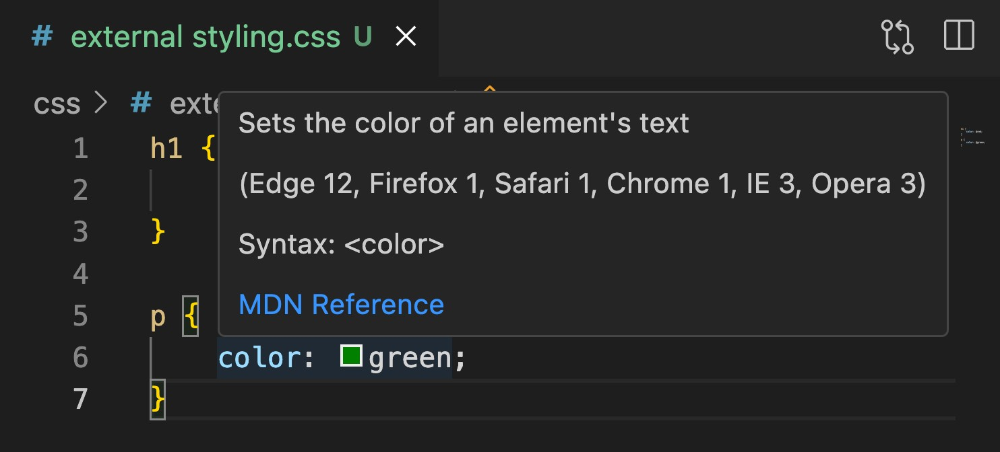 # external styling.css U
css > # exte
Sets the color of an element's text
(Edge 12, Firefox 1, Safari 1, Chrome 1, IE 3, Opera 3)
Syntax: <color>
MDN Reference
1 h1 {
2
3 }
4
5 p {
6 color: green;
7 }